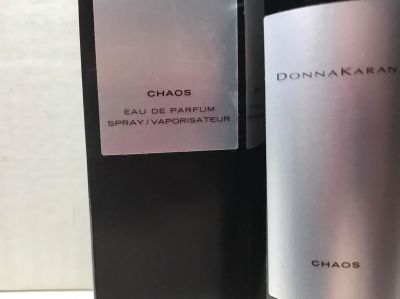 CHAOS
EAU DE PARFUM
SPRAY/VAPORISATEUR
DONNAKARAN
CHAOS